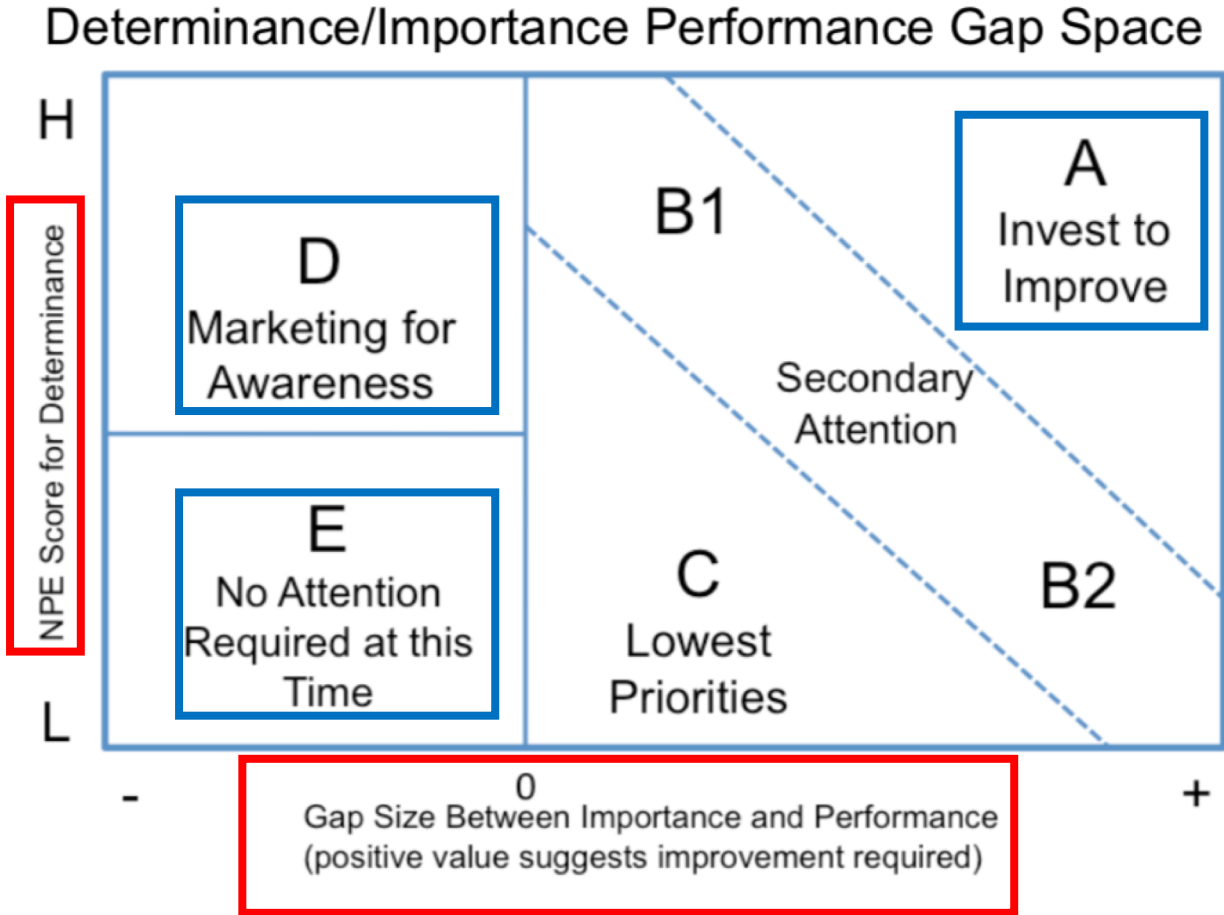 Determinance/Importance Performance Gap Space
H
A
Invest to
Improve
B1
D
Marketing for
Awareness
NPE Score for Determinance
Secondary
Attention
E
No Attention
Required at this
Time
C
Lowest
Priorities
B2
L
-
0
+
Gap Size Between Importance and Performance
(positive value suggests improvement required)